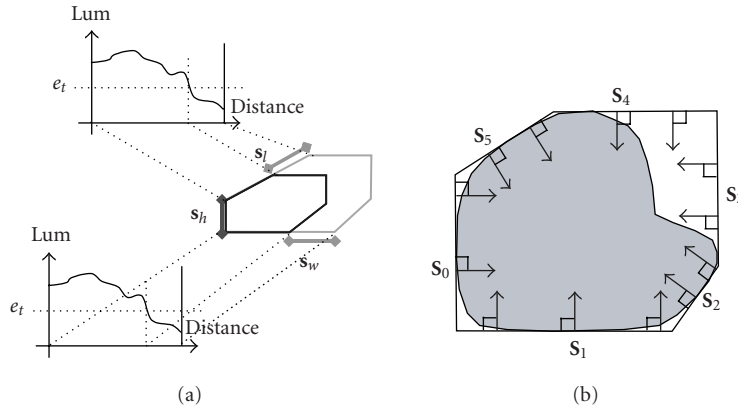 Lum
e_t
Distance
s_l
s_h
s_w
Lum
e_t
Distance
(a)
S_4
S_5
S_0
S_2
S_1
(b)